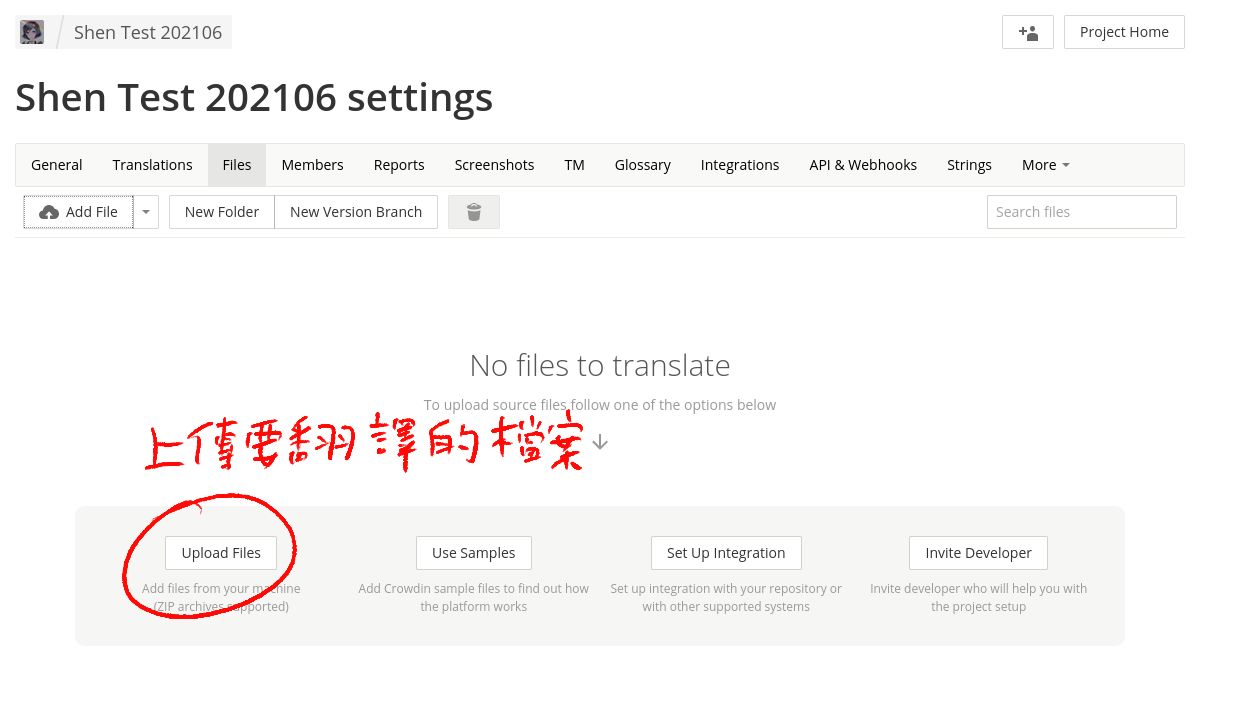 Shen Test 202106
Project Home
Shen Test 202106 settings
General Translations Files Members Reports Screenshots TM Glossary Integrations API & Webhooks Strings More
Add File New Folder New Version Branch Search files
No files to translate
To upload source files follow one of the options below
上傳要翻譯的檔案
Upload Files
Add files from your machine
(ZIP archives supported)
Use Samples
Add Crowdin sample files to find out how
the platform works
Set Up Integration
Set up integration with your repository or
with other supported systems
Invite Developer
Invite developer who will help you with
the project setup